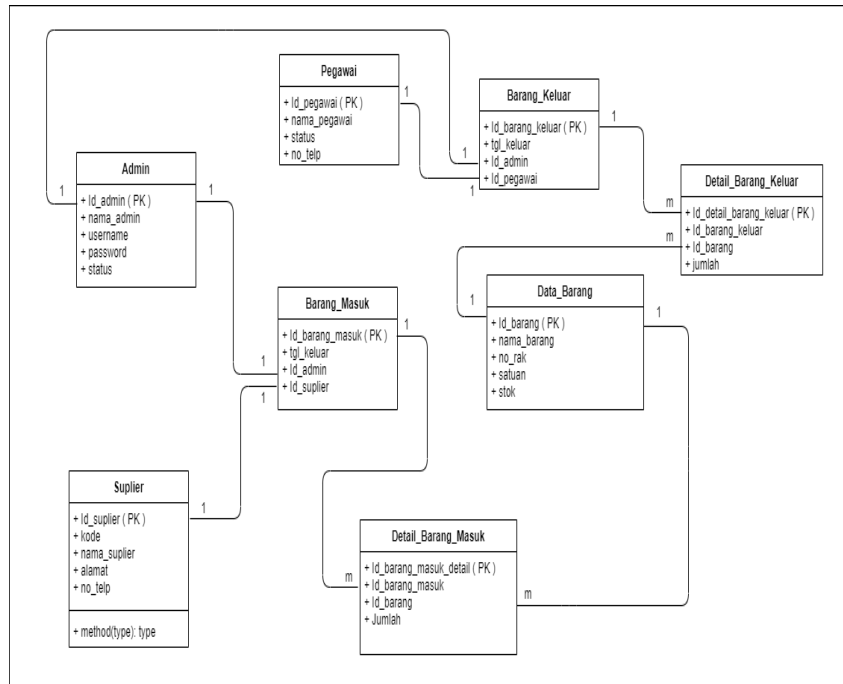 Pegawai
+ Id_pegawai ( PK )
+ nama_pegawai
+ status
+ no_telp
1
Barang_Keluar
+ Id_barang_keluar ( PK )
+ tgl_keluar
+ Id_admin
+ Id_pegawai
1
1
1
Admin
+ Id_admin ( PK )
+ nama_admin
+ username
+ password
+ status
1
1
Detail_Barang_Keluar
+ Id_detail_barang_keluar ( PK )
+ Id_barang_keluar
+ Id_barang
+ jumlah
m
m
Data_Barang
+ Id_barang ( PK )
+ nama_barang
+ no_rak
+ satuan
+ stok
1
1
Barang_Masuk
+ Id_barang_masuk ( PK )
+ tgl_keluar
+ Id_admin
+ Id_suplier
1
1
1
Suplier
+ Id_suplier ( PK )
+ kode
+ nama_suplier
+ alamat
+ no_telp
+ method(type): type
1
Detail_Barang_Masuk
+ Id_barang_masuk_detail ( PK )
+ Id_barang_masuk
+ Id_barang
+ Jumlah
m
m